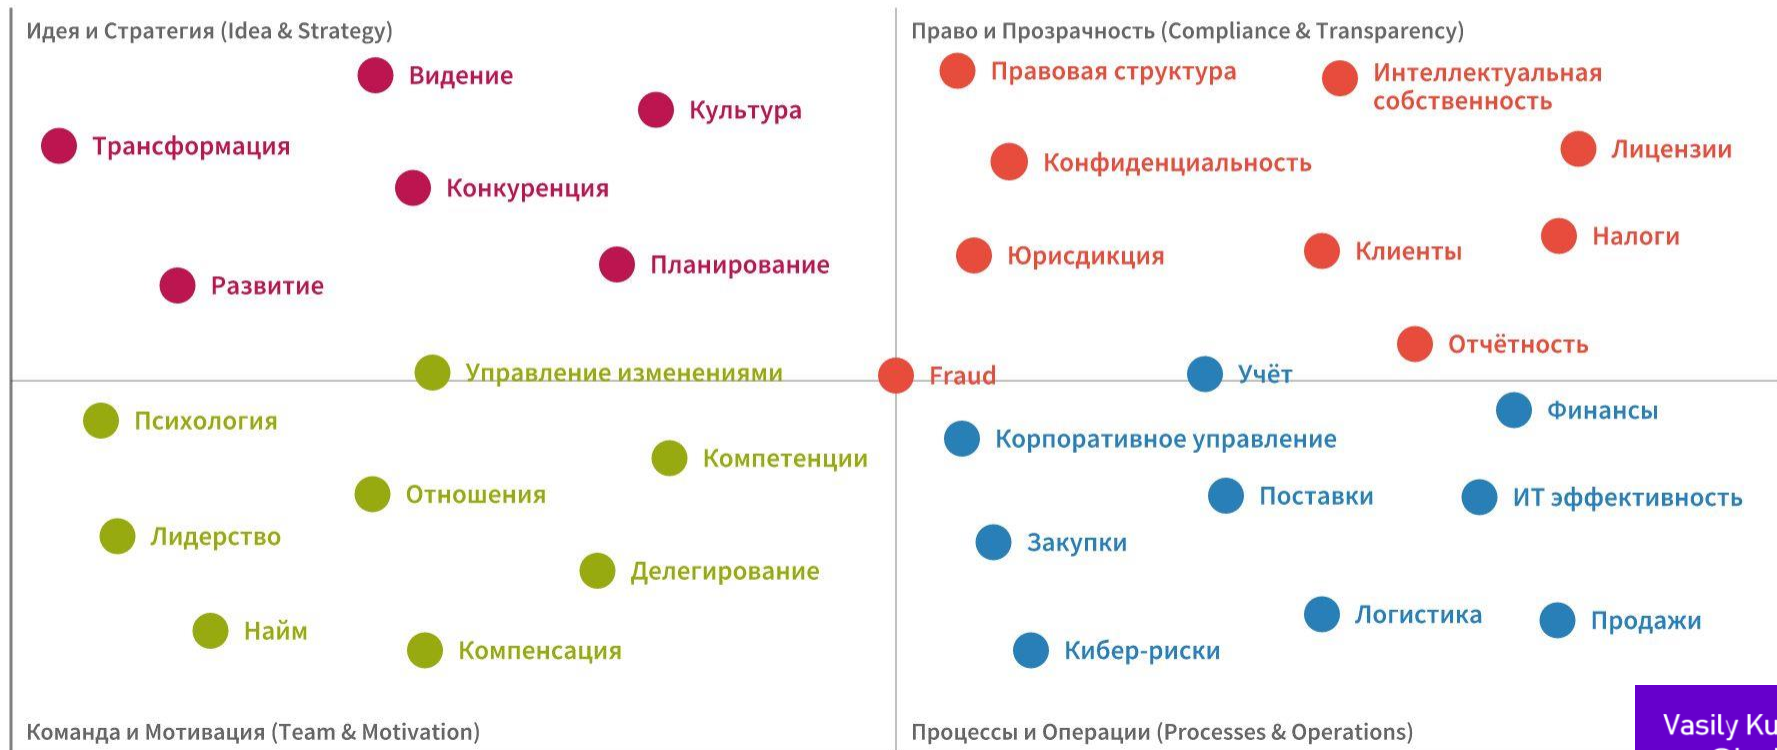 Идея и Стратегия (Idea & Strategy)
Видение
Культура
Трансформация
Конкуренция
Планирование
Развитие
Право и Прозрачность (Compliance & Transparency)
Правовая структура
Интеллектуальная
собственность
Конфиденциальность
Лицензии
Юрисдикция
Клиенты
Налоги
Отчётность
Fraud
Управление изменениями
Психология
Компетенции
Отношения
Лидерство
Делегирование
Найм
Компенсация
Команда и Мотивация (Team & Motivation)
Учёт
Финансы
Корпоративное управление
Поставки
ИТ эффективность
Закупки
Логистика
Продажи
Кибер-риски
Процессы и Операции (Processes & Operations)
Vasily Ku